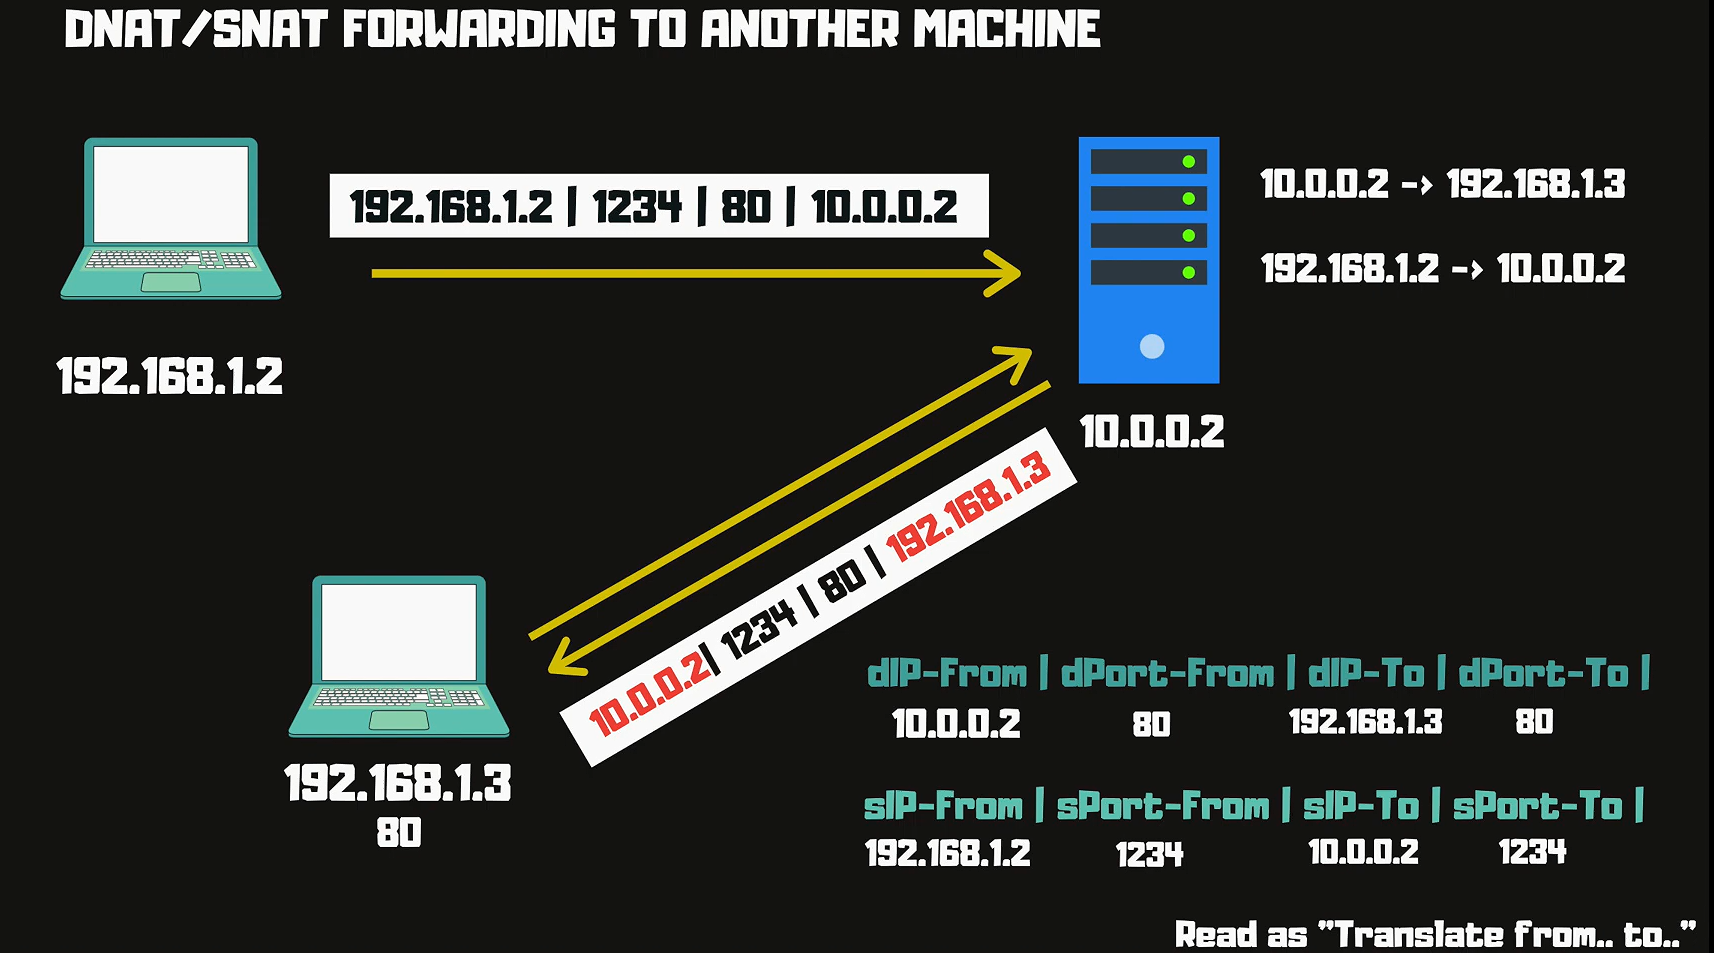 DNAT/SNAT FORWARDING TO ANOTHER MACHINE
192.168.1.2 | 1234 | 80 | 10.0.0.2
10.0.0.2 -> 192.168.1.3
192.168.1.2 -> 10.0.0.2
192.168.1.2
10.0.0.2
10.0.0.2| 1234 | 80 | 192.168.1.3
192.168.1.3
80
dIP-From | dPort-From | dIP-To | dPort-To |
10.0.0.2 80 192.168.1.3 80
sIP-From | sPort-From | sIP-To | sPort-To |
192.168.1.2 1234 10.0.0.2 1234
Read as "Translate from.. to.."